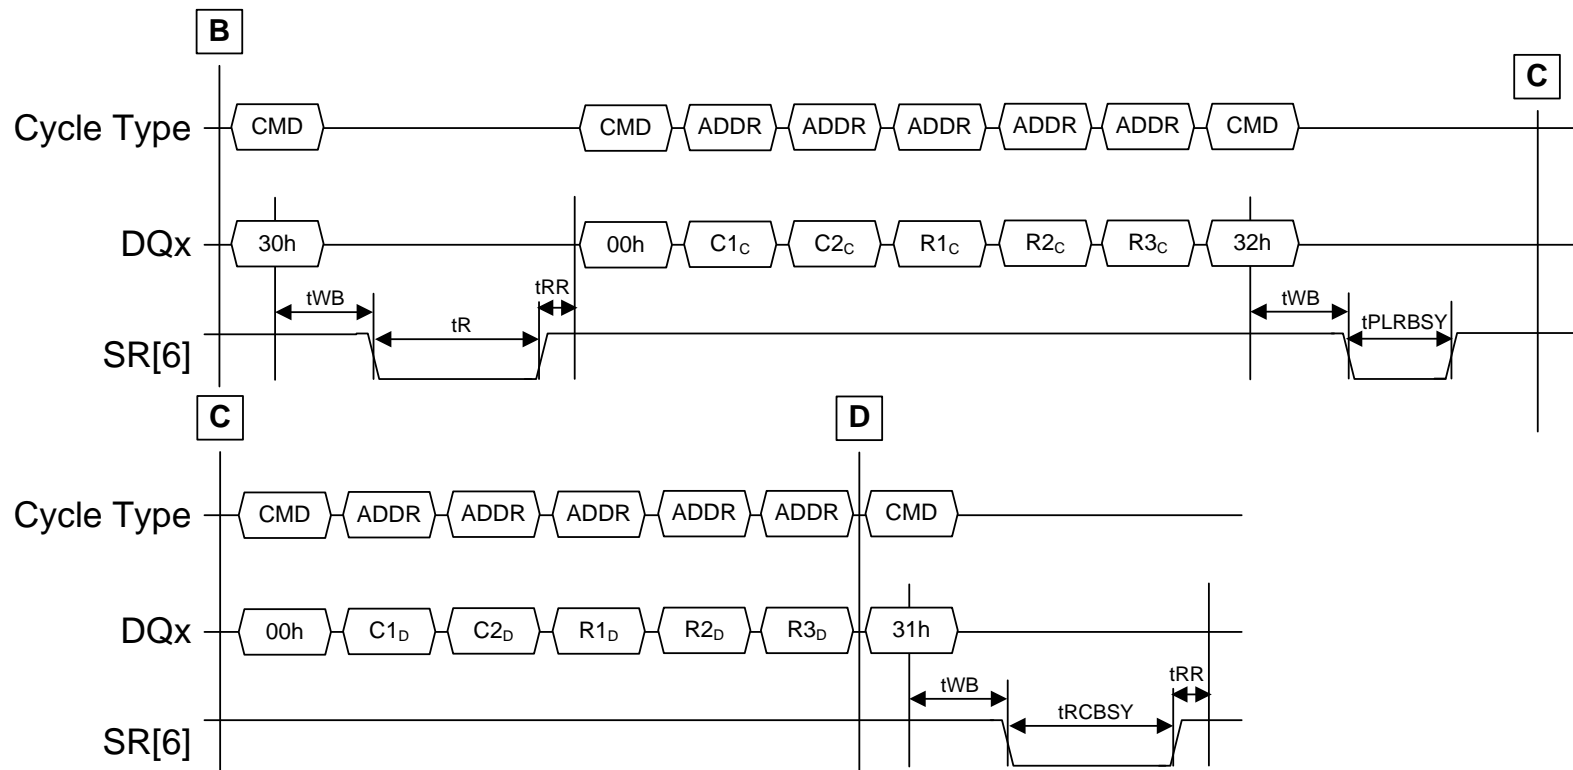 B
C
Cycle Type CMD CMD ADDR ADDR ADDR ADDR ADDR CMD
DQx 30h 00h C1C C2C R1C R2C R3C 32h
tWB tR tRR tWB tPLRBSY
SR[6]
C D
Cycle Type CMD ADDR ADDR ADDR ADDR ADDR CMD
DQx 00h C1D C2D R1D R2D R3D 31h
tWB tRCBSY tRR
SR[6]